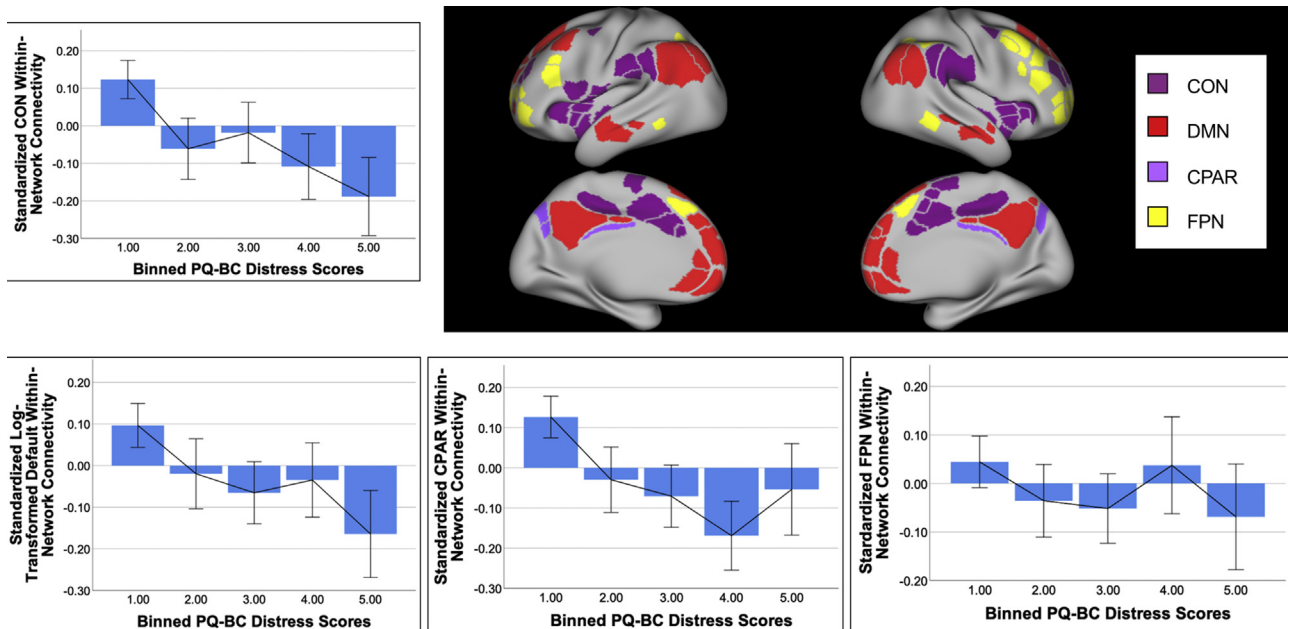 Standardized CON Within-
Network Connectivity
0.20
0.10
0.00
-0.10
-0.20
-0.30
1.00 2.00 3.00 4.00 5.00
Binned PQ-BC Distress Scores
CON
DMN
CPAR
FPN
Standardized Log-
Transformed Default Within-
Network Connectivity
0.20
0.10
0.00
-0.10
-0.20
-0.30
1.00 2.00 3.00 4.00 5.00
Binned PQ-BC Distress Scores
Standardized CPAR Within-
Network Connectivity
0.20
0.10
0.00
-0.10
-0.20
-0.30
1.00 2.00 3.00 4.00 5.00
Binned PQ-BC Distress Scores
Stardardized FPN Within-
Network Connectivity
0.20
0.10
0.00
-0.10
-0.20
1.00 2.00 3.00 4.00 5.00
Binned PQ-BC Distress Scores